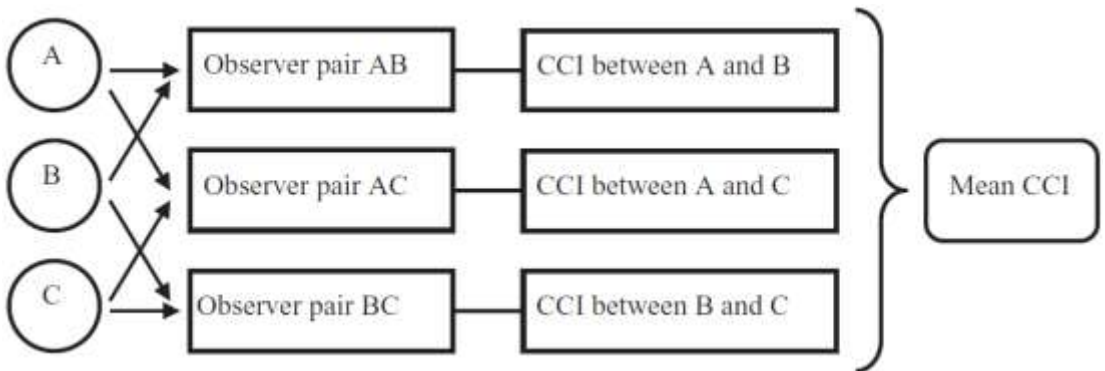 A
Observer pair AB
CCI between A and B
B
Observer pair AC
CCI between A and C
Mean CCI
C
Observer pair BC
CCI between B and C